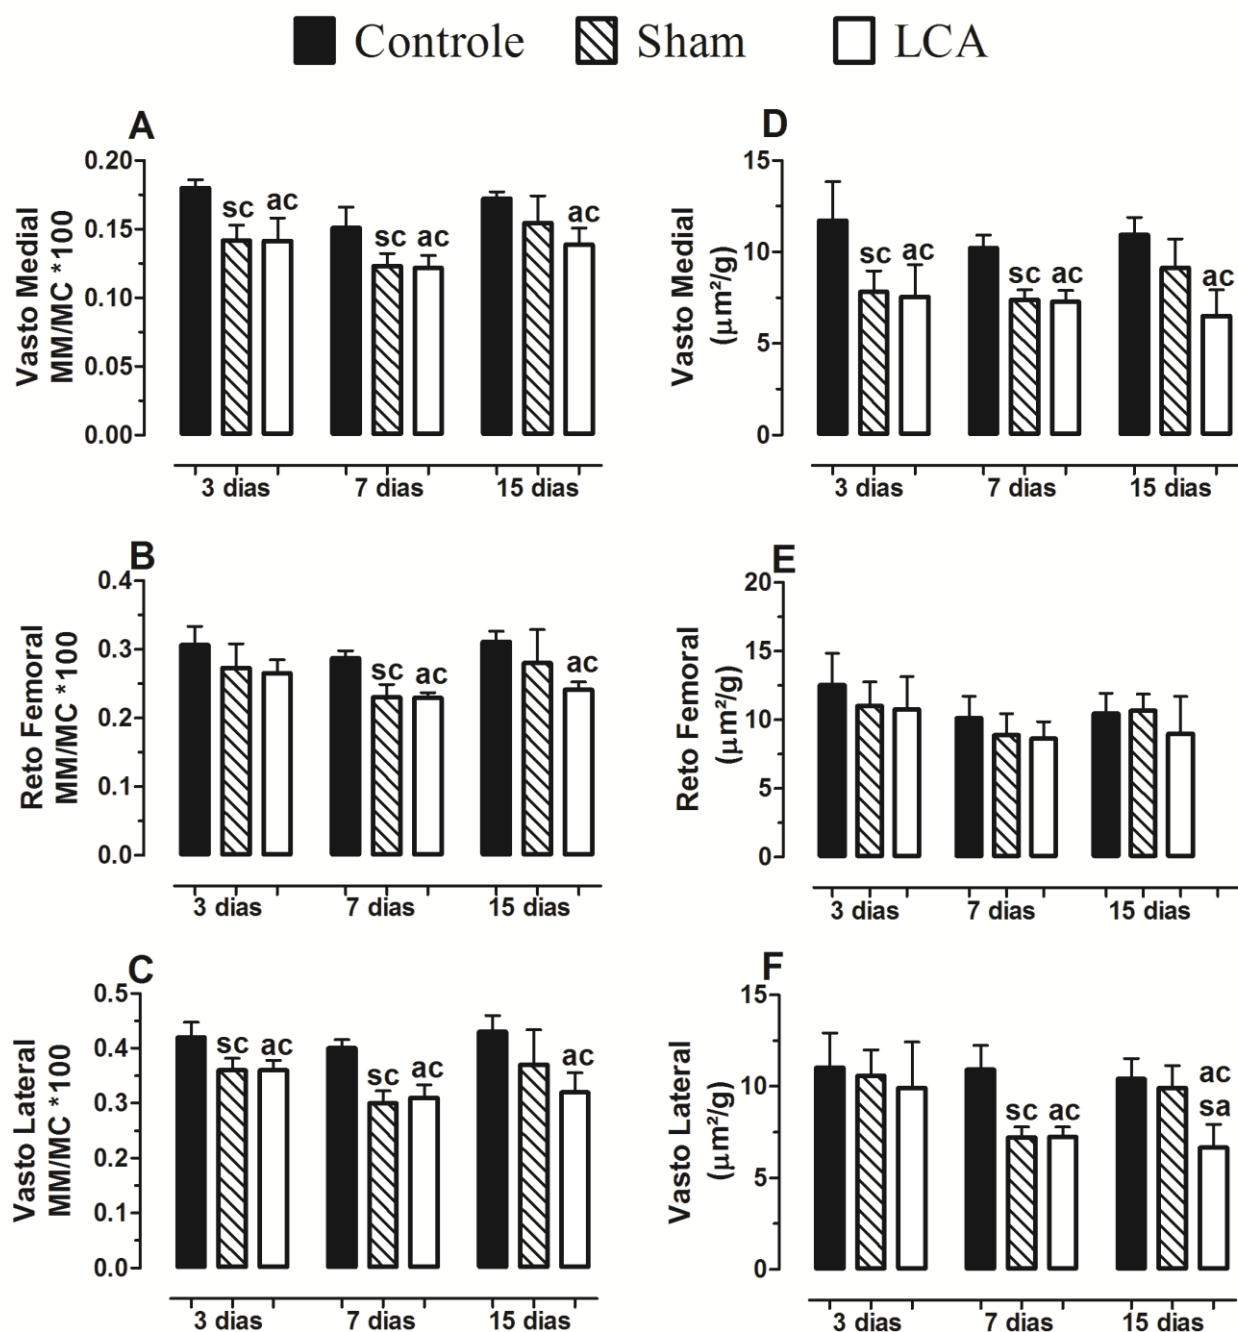 Controle Sham LCA
A
Vasto Medial
MM/MC *100
0.20
0.15
0.10
0.05
0.00
sc ac
sc ac
ac
3 dias 7 dias 15 dias
D
Vasto Medial
(µm²/g)
15
10
5
0
sc ac
sc ac
ac
3 dias 7 dias 15 dias
B
Reto Femoral
MM/MC *100
0.4
0.3
0.2
0.1
0.0
sc ac
ac
3 dias 7 dias 15 dias
E
Reto Femoral
(µm²/g)
20
15
10
5
0
3 dias 7 dias 15 dias
C
Vasto Lateral
MM/MC *100
0.5
0.4
0.3
0.2
0.1
0.0
sc ac
sc ac
ac
3 dias 7 dias 15 dias
F
Vasto Lateral
(µm²/g)
15
10
5
0
sc ac
ac
sa
3 dias 7 dias 15 dias